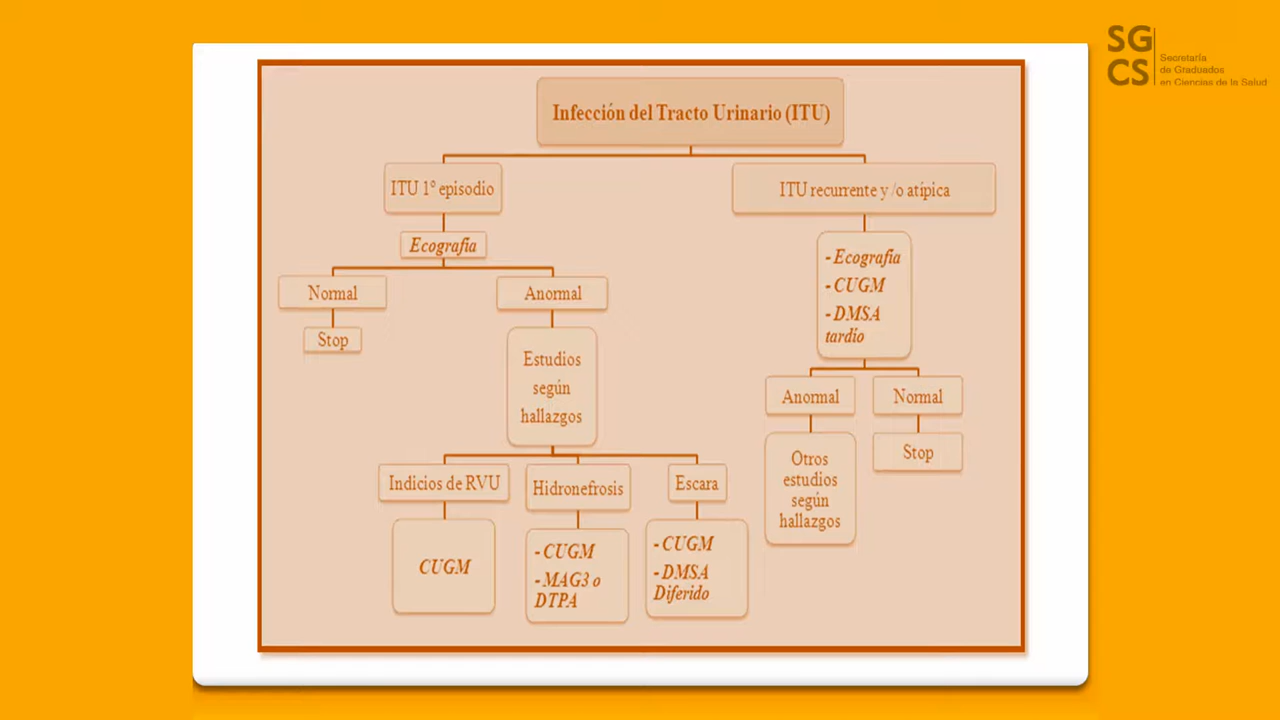 SG
CS
Secretaría
de Graduados
en Ciencias de la Salud
Infección del Tracto Urinario (ITU)
ITU 1° episodio
ITU recurrente y /o atípica
Ecografía
- Ecografía
- CUGM
- DMSA
tardío
Normal
Anormal
Stop
Estudios
según
hallazgos
Anormal
Normal
Otros
estudios
según
hallazgos
Stop
Indicios de RVU
Hidronefrosis
Escara
CUGM
- CUGM
- MAG3 o
DTPA
- CUGM
- DMSA
Diferido